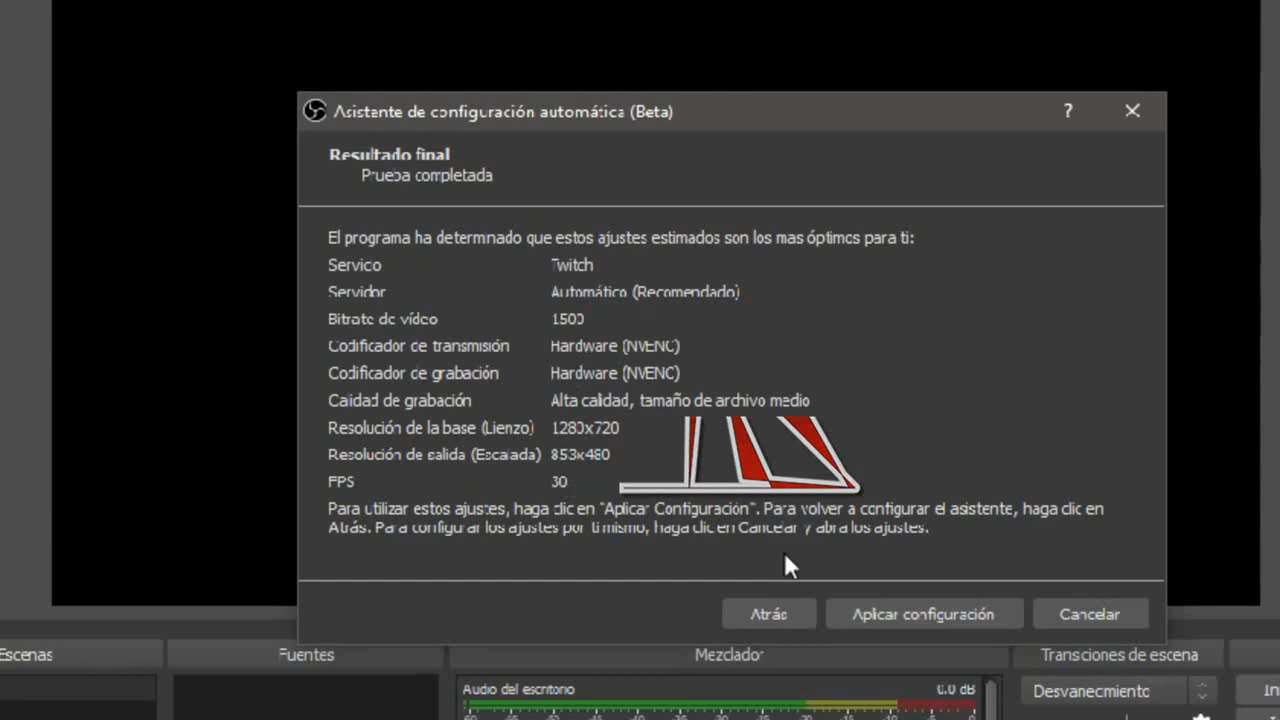 Asistente de configuración automática (Beta)
?
Resultado final
Prueba completada
El programa ha determinado que estos ajustes estimados son los mas óptimos para ti:
Servicio Twitch
Servidor Automático (Recomendado)
Bitrate de vídeo 1500
Codificador de transmisión Hardware (NVENC)
Codificador de grabación Hardware (NVENC)
Calidad de grabación Alta calidad, tamaño de archivo medio
Resolución de la base (Lienzo) 1280x720
Resolución de salida (Escalada) 853x480
FPS 30
Para utilizar estos ajustes, haga clic en "Aplicar Configuración". Para volver a configurar el asistente, haga clic en
Atrás. Para configurar los ajustes por ti mismo, haga clic en Cancelar y abra los ajustes.
Atrás Aplicar configuración Cancelar
Escenas Fuentes Mezclador Transciones de escena
Audio del escritorio 0.0 dB
Desvanecimiento